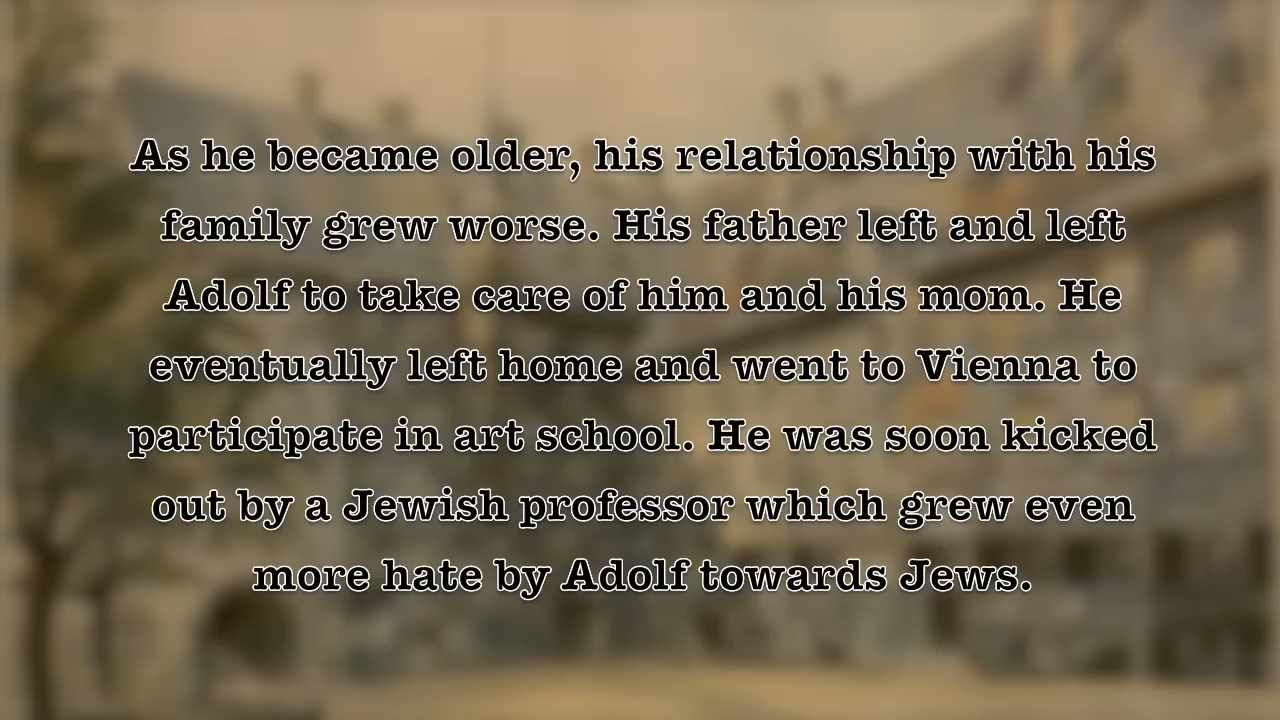 As he became older, his relationship with his
family grew worse. His father left and left
Adolf to take care of him and his mom. He
eventually left home and went to Vienna to
participate in art school. He was soon kicked
out by a Jewish professor which grew even
more hate by Adolf towards Jews.